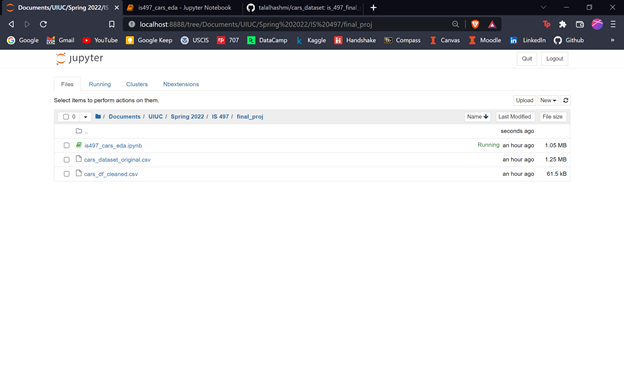 Documents/UIUC/Spring 2022/IS
is497_cars_eda - Jupyter Notebook
talalhashmi/cars_dataset: is_497_final
localhost:8888/tree/Documents/UIUC/Spring%202022/IS%20497/final_proj
Google
Gmail
YouTube
Google Keep
USCIS
707
DataCamp
Kaggle
Handshake
Compass
Canvas
Moodle
LinkedIn
Github
jupyter
Quit
Logout
Files
Running
Clusters
Nbextensions
Select items to perform actions on them.
Upload
New
0
/ Documents / UIUC / Spring 2022 / IS 497 / final_proj
Name
Last Modified
File size
..
seconds ago
is497_cars_eda.ipynb
Running
an hour ago
1.05 MB
cars_dataset_original.csv
an hour ago
1.25 MB
cars_df_cleaned.csv
an hour ago
61.5 kB